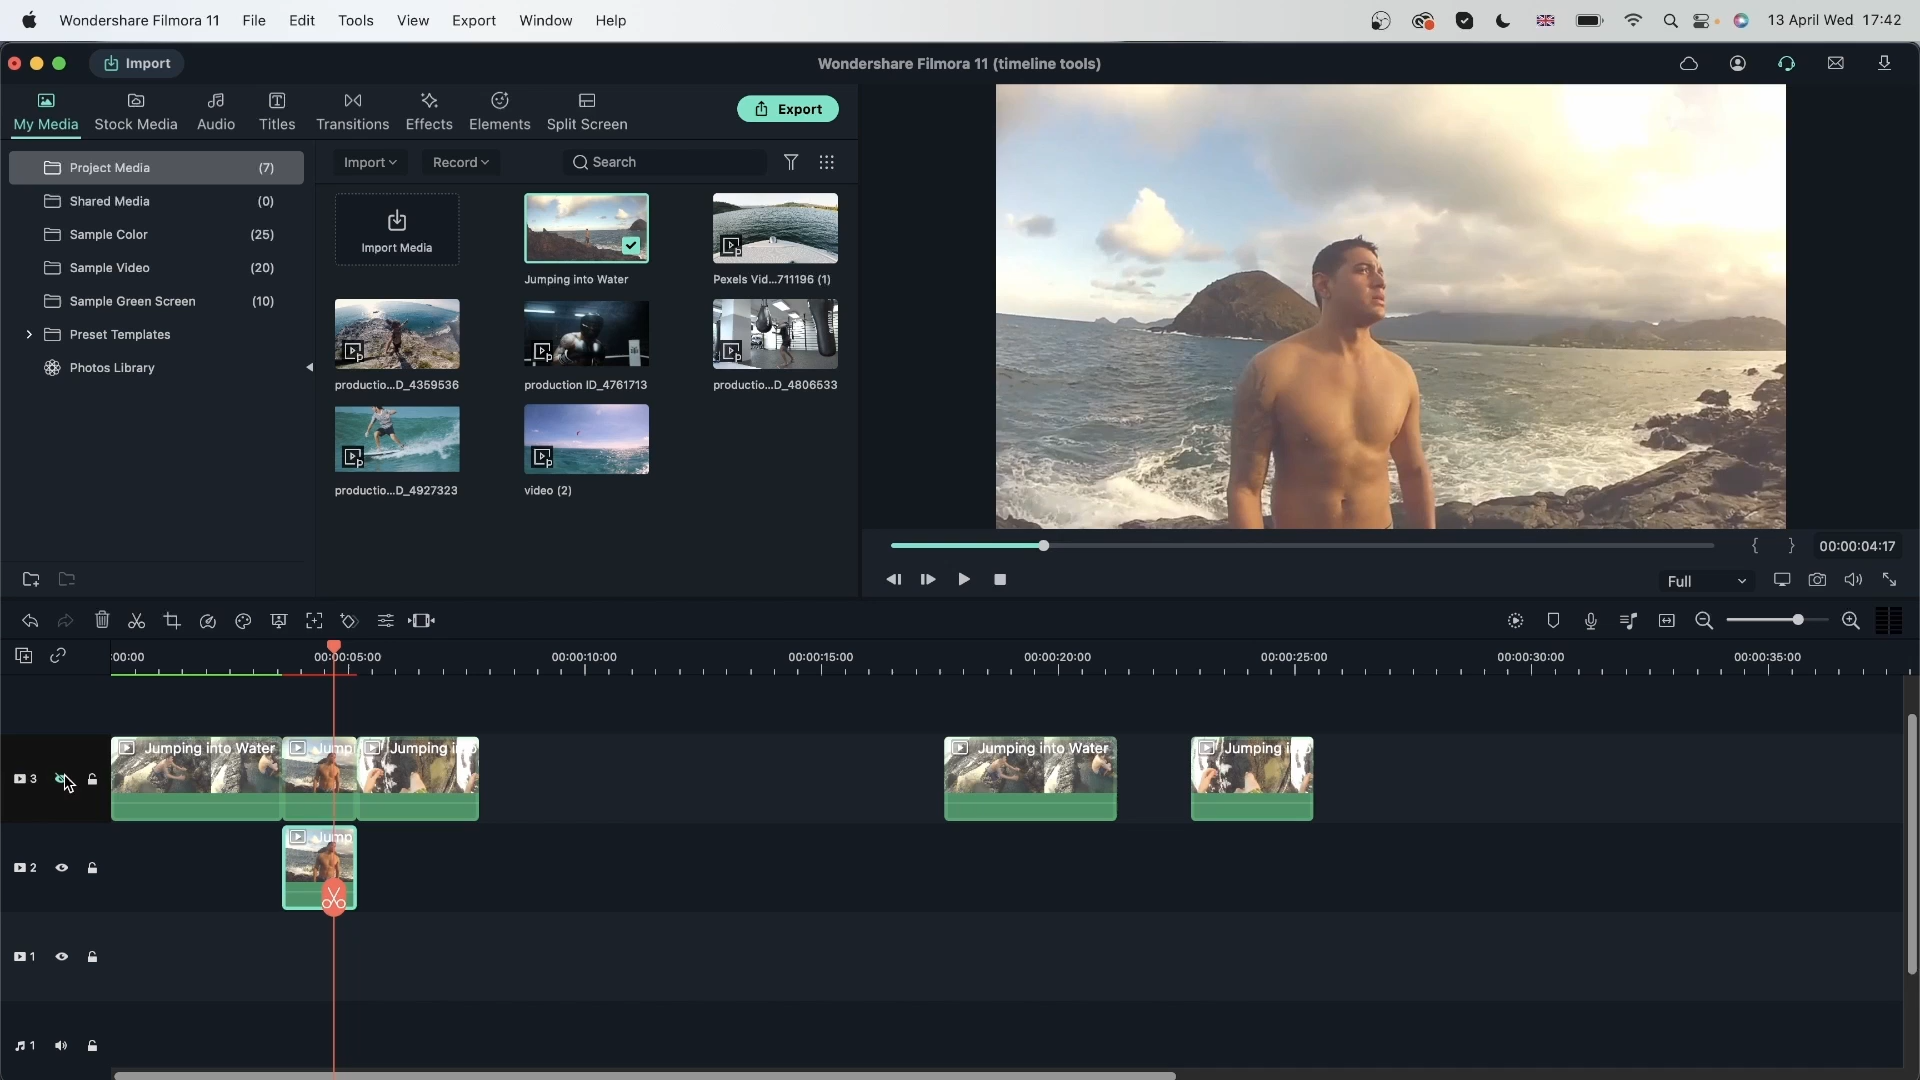 Wondershare Filmora 11 File Edit Tools View Export Window Help 13 April Wed 17:42
Import Wondershare Filmora 11 (timeline tools)
My Media Stock Media Audio Titles Transitions Effects Elements Split Screen Export
Project Media (7)
Shared Media (0)
Sample Color (25)
Sample Video (20)
Sample Green Screen (10)
Preset Templates
Photos Library
Import Record Search
Import Media
Jumping into Water
Pexels Vid...711196 (1)
productio...D_4359536
production ID_4761713
productio...D_4806533
productio...D_4927323
video (2)
{ } 00:00:04:17
Full
:00:00 00:00:05:00 00:00:10:00 00:00:15:00 00:00:20:00 00:00:25:00 00:00:30:00 00:00:35:00
3 Jumping into Water Jump Jumping i Jumping into Water Jumping i
2 Jump
1
1